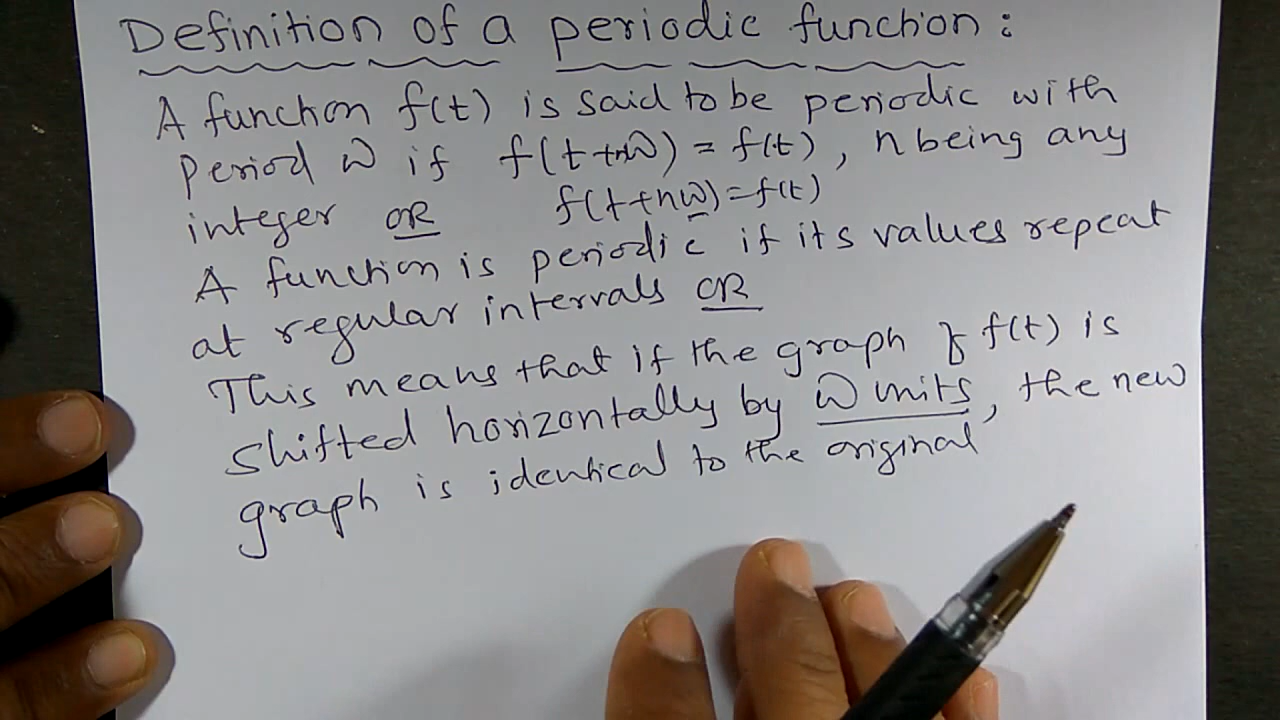 Definition of a periodic function:
A function f(t) is said to be periodic with
Period ω if f(t+nω) = f(t), n being any
integer OR f(t+nω)=f(t)
A function is periodic if its values repeat
at regular intervals OR
This means that if the graph of f(t) is
shifted horizontally by ω units, the new
graph is identical to the original